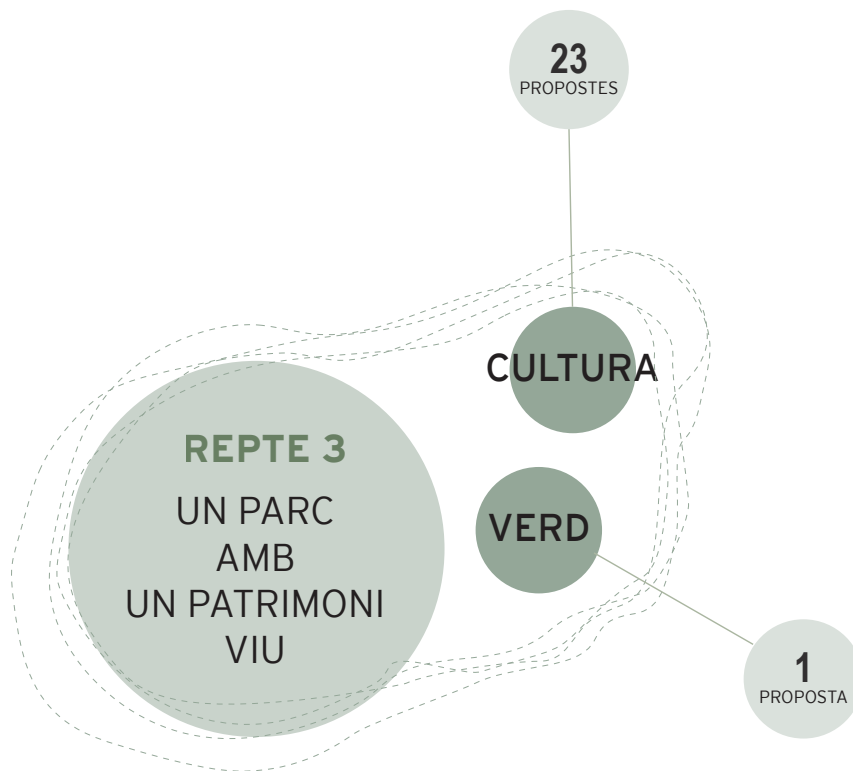 23
PROPOSTES
CULTURA
REPTE 3
UN PARC
AMB
UN PATRIMONI
VIU
VERD
1
PROPOSTA